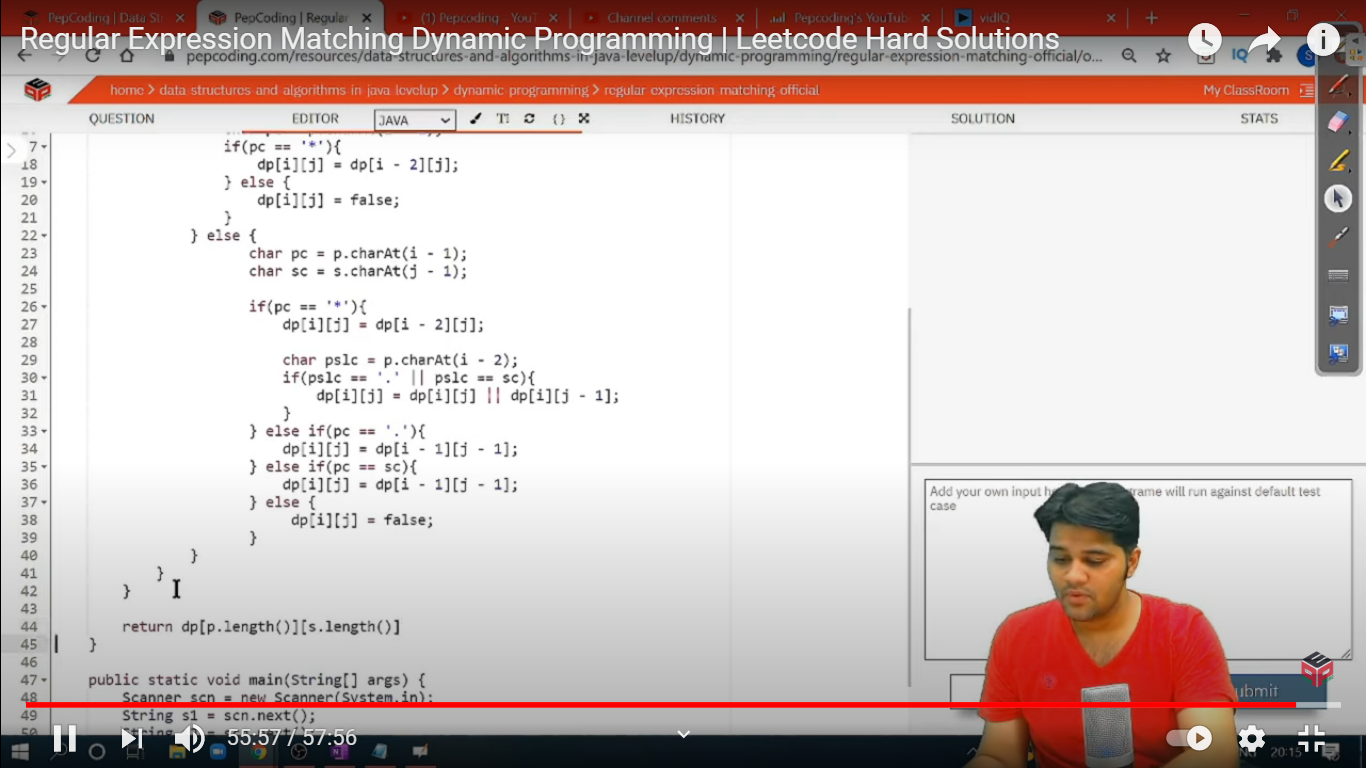 PepCoding | Data St
PepCoding | Regular
(1) Pepcoding - YouT
Channel comments
Pepcoding's YouTub
vidIQ
Regular Expression Matching Dynamic Programming | Leetcode Hard Solutions
pepcoding.com/resources/data-structures-and-algorithms-in-java-levelup/dynamic-programming/regular-expression-matching-official/o...
IQ
S
home > data structures and algorithms in java levelup > dynamic programming > regular expression matching official
My ClassRoom
QUESTION
EDITOR
JAVA
HISTORY
SOLUTION
STATS
7 if(pc == '*'){
18 dp[i][j] = dp[i - 2][j];
19 } else {
20 dp[i][j] = false;
21 }
22 } else {
23 char pc = p.charAt(i - 1);
24 char sc = s.charAt(j - 1);
25
26 if(pc == '*'){
27 dp[i][j] = dp[i - 2][j];
28
29 char pslc = p.charAt(i - 2);
30 if(pslc == '.' || pslc == sc){
31 dp[i][j] = dp[i][j] || dp[i][j - 1];
32 }
33 } else if(pc == '.'){
34 dp[i][j] = dp[i - 1][j - 1];
35 } else if(pc == sc){
36 dp[i][j] = dp[i - 1][j - 1];
37 } else {
38 dp[i][j] = false;
39 }
40 }
41 }
42 }
43
44 return dp[p.length()][s.length()]
45 }
46
47 public static void main(String[] args) {
48 Scanner scn = new Scanner(System.in);
49 String s1 = scn.next();
50
Add your own input
rame will run against default test
case
ubmit
55:57 / 57:56
20:15